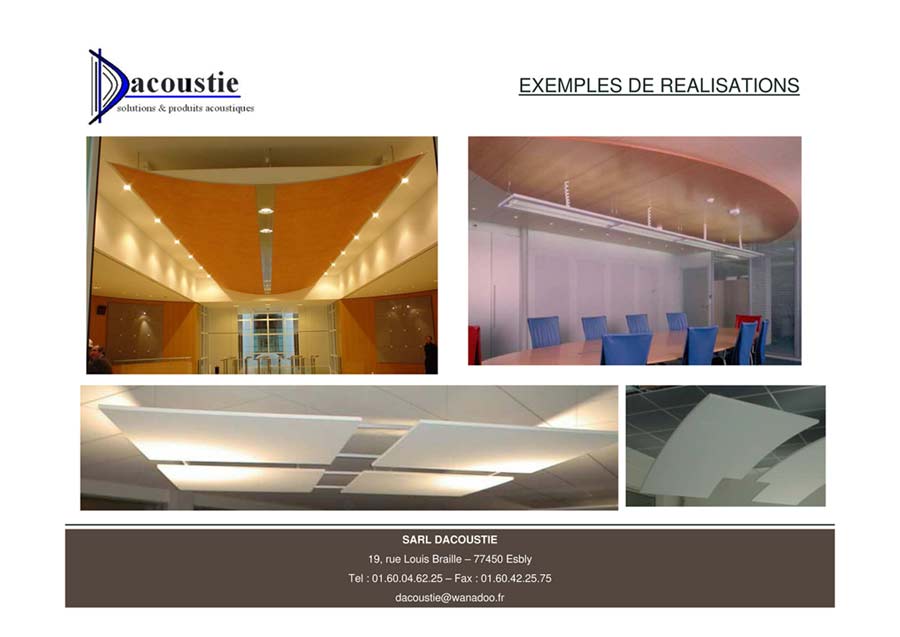 Dacoustie
solutions & produits acoustiques
EXEMPLES DE REALISATIONS
SARL DACOUSTIE
19, rue Louis Braille – 77450 Esbly
Tel : 01.60.04.62.25 – Fax : 01.60.42.25.75
dacoustie@wanadoo.fr